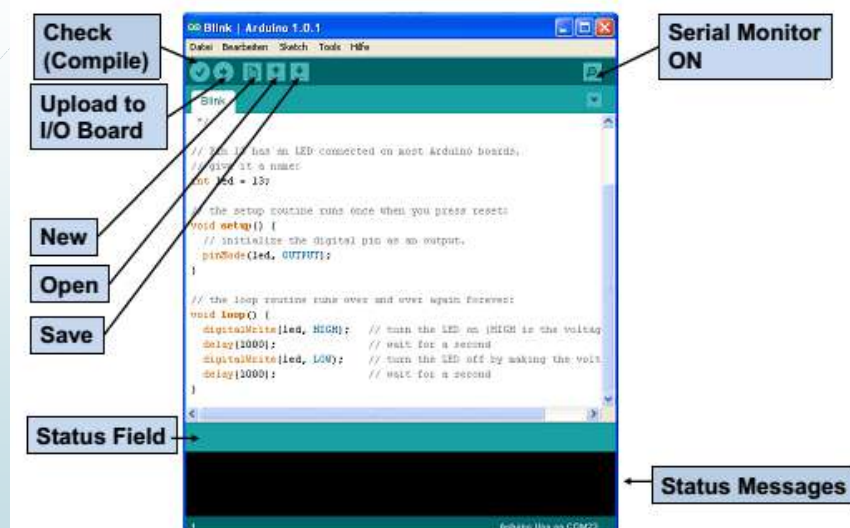 Check
(Compile)
Upload to
I/O Board
New
Open
Save
Status Field
Serial Monitor
ON
Status Messages
Blink | Arduino 1.0.1
Datei Bearbeiten Sketch Tools Hilfe
Blink
*/
// Pin 13 has an LED connected on most Arduino boards.
// give it a name:
int led = 13;
// the setup routine runs once when you press reset:
void setup() {
// initialize the digital pin as an output.
pinMode(led, OUTPUT);
}
// the loop routine runs over and over again forever:
void loop() {
digitalWrite(led, HIGH); // turn the LED on (HIGH is the voltag
delay(1000); // wait for a second
digitalWrite(led, LOW); // turn the LED off by making the volt
delay(1000); // wait for a second
}
1
Arduino Uno on COM22